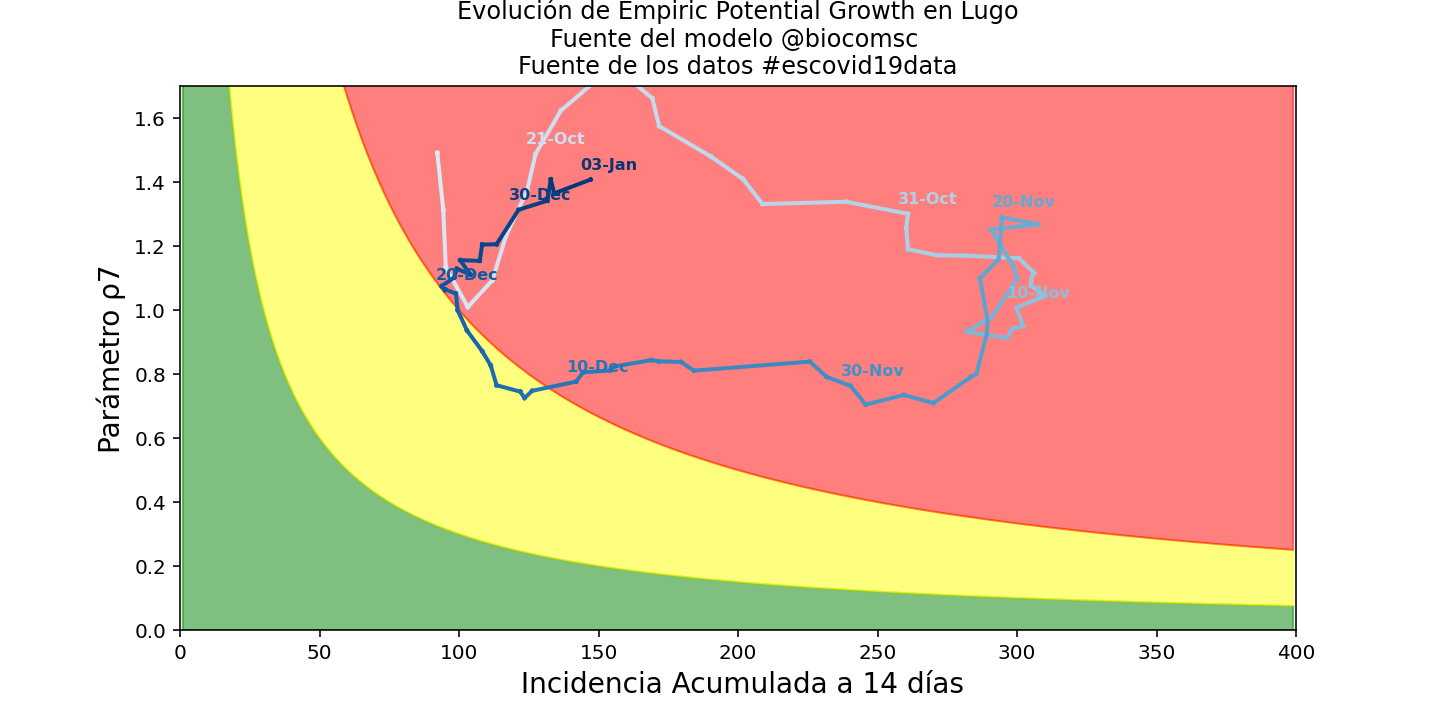 Evolución de Empiric Potential Growth en Lugo
Fuente del modelo @biocomsc
Fuente de los datos #escovid19data
1.6
1.4
1.2
1.0
0.8
0.6
0.4
0.2
0.0
Parámetro ρ7
21-Oct
03-Jan
30-Dec
31-Oct
20-Nov
20-Dec
10-Nov
10-Dec
30-Nov
0
50
100
150
200
250
300
350
400
Incidencia Acumulada a 14 días